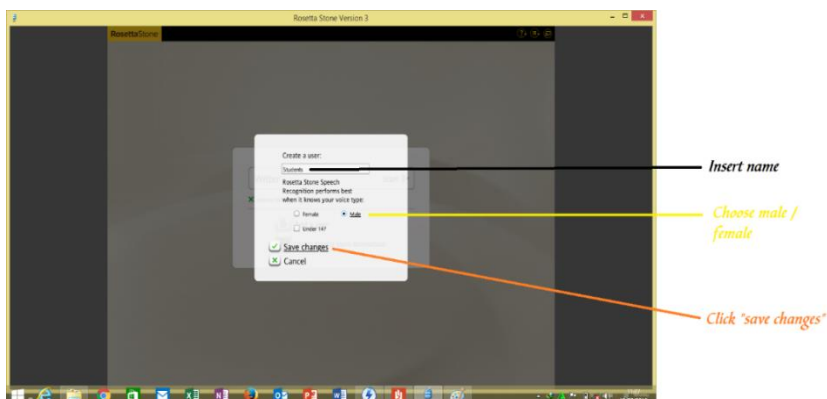 Rosetta Stone Version 3
RosettaStone
Create a user:
Students
Rosetta Stone Speech
Recognition performs best
when it knows your voice type:
Female
Male
Under 14?
Save changes
Cancel
Insert name
Choose male /
female
Click "save changes"